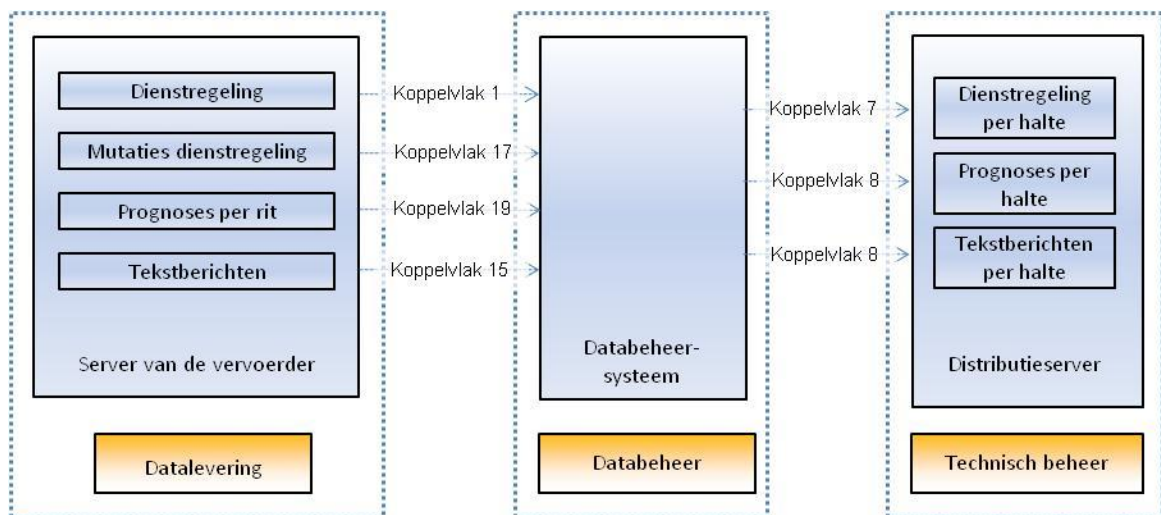 Dienstregeling
Mutaties dienstregeling
Prognoses per rit
Tekstberichten
Server van de vervoerder
Datalevering
Koppelvlak 1
Koppelvlak 17
Koppelvlak 19
Koppelvlak 15
Databeheer-
systeem
Databeheer
Koppelvlak 7
Koppelvlak 8
Koppelvlak 8
Dienstregeling
per halte
Prognoses per
halte
Tekstberichten
per halte
Distributieserver
Technisch beheer